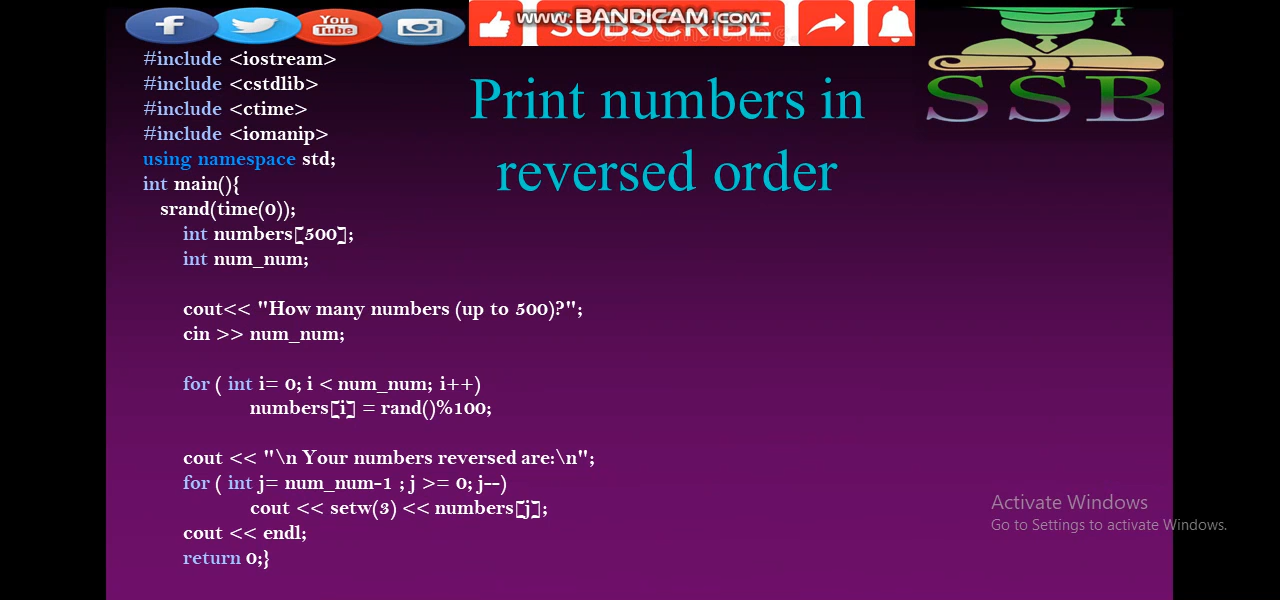 You
Tube
WWW.BANDICAM.COM
SUBSCRIBE
SSB
Print numbers in
reversed order
#include <iostream>
#include <cstdlib>
#include <ctime>
#include <iomanip>
using namespace std;
int main(){
srand(time(0));
int numbers[500];
int num_num;
cout<< "How many numbers (up to 500)?";
cin >> num_num;
for ( int i= 0; i < num_num; i++)
numbers[i] = rand()%100;
cout << "\n Your numbers reversed are:\n";
for ( int j= num_num-1 ; j >= 0; j--)
cout << setw(3) << numbers[j];
cout << endl;
return 0;}
Activate Windows
Go to Settings to activate Windows.